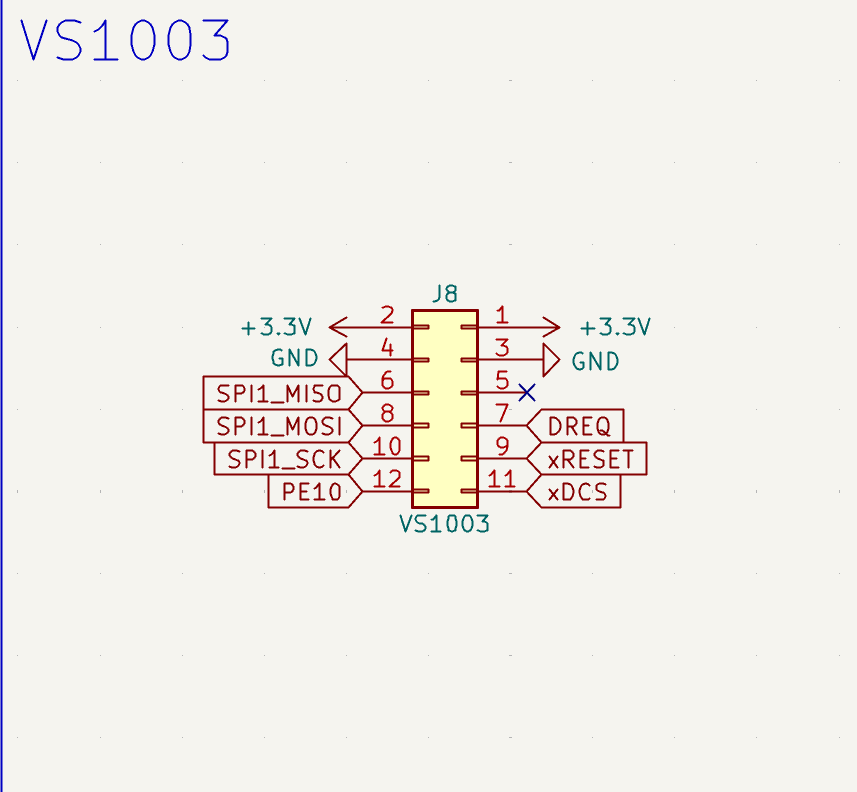 VS1003
J8
+3.3V 2 1 +3.3V
GND 4 3 GND
SPI1_MISO 6 5
SPI1_MOSI 8 7 DREQ
SPI1_SCK 10 9 xRESET
PE10 12 11 xDCS
VS1003